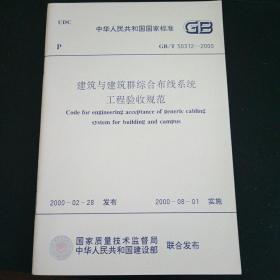 UDC
中华人民共和国国家标准 GB
P GB/T 50312-2000
建筑与建筑群综合布线系统
工程验收规范
Code for engineering acceptance of generic cabling
system for building and campus
2000-02-28 发布 2000-08-01 实施
国家质量技术监督局
中华人民共和国建设部 联合发布